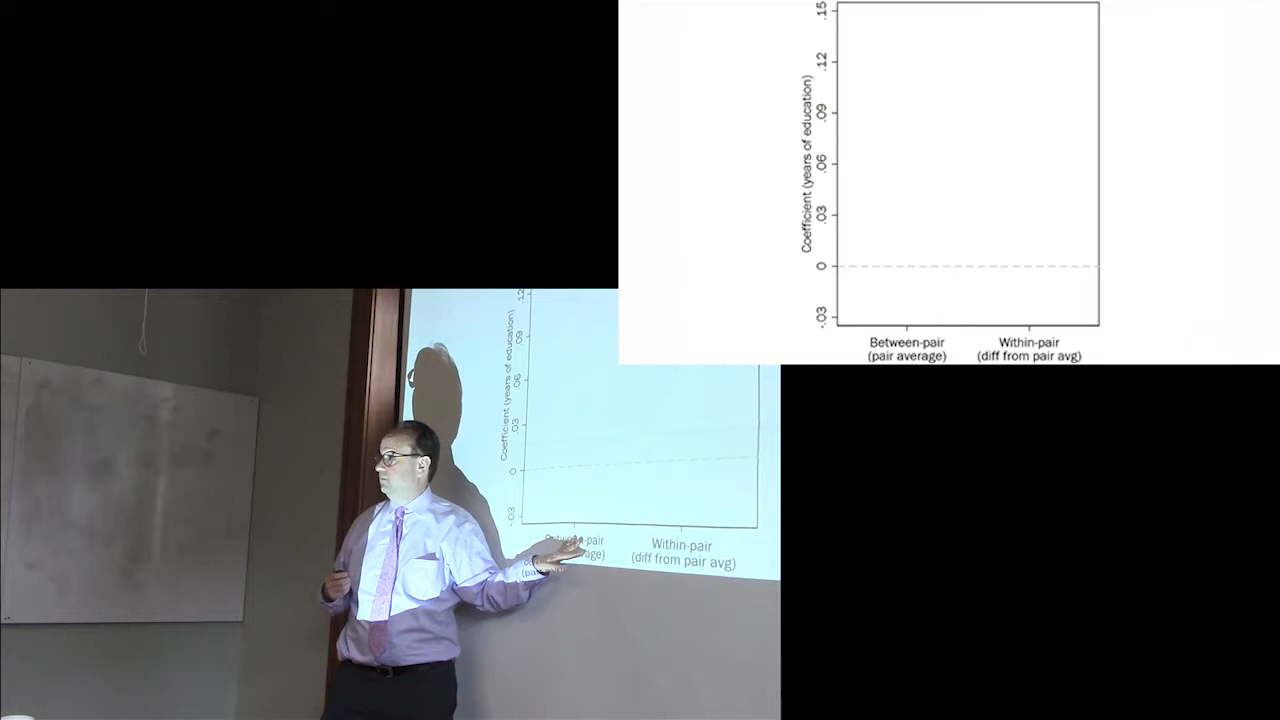 .15
.12
.09
.06
.03
0
-.03
Coefficient (years of education)
Between-pair
(pair average)
Within-pair
(diff from pair avg)
.12
.09
.06
.03
0
-.03
Coefficient (years of education)
Within-pair
(diff from pair avg)